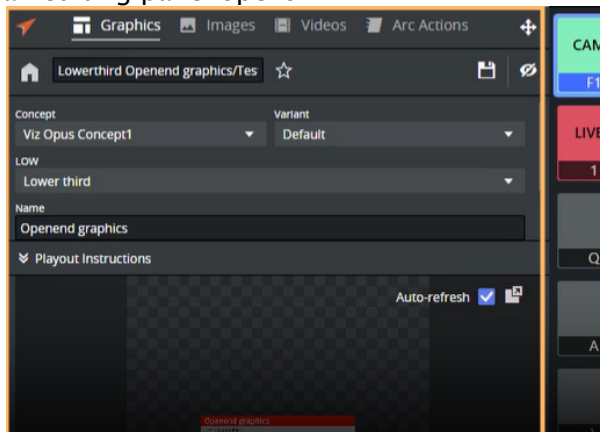 Graphics Images Videos Arc Actions
Lowerthird Openend graphics/Tes
Concept Variant
Viz Opus Concept1 Default
LOW
Lower third
Name
Openend graphics
Playout Instructions
Auto-refresh
Openend graphics
CAM
F1
LIVE
1
Q
A